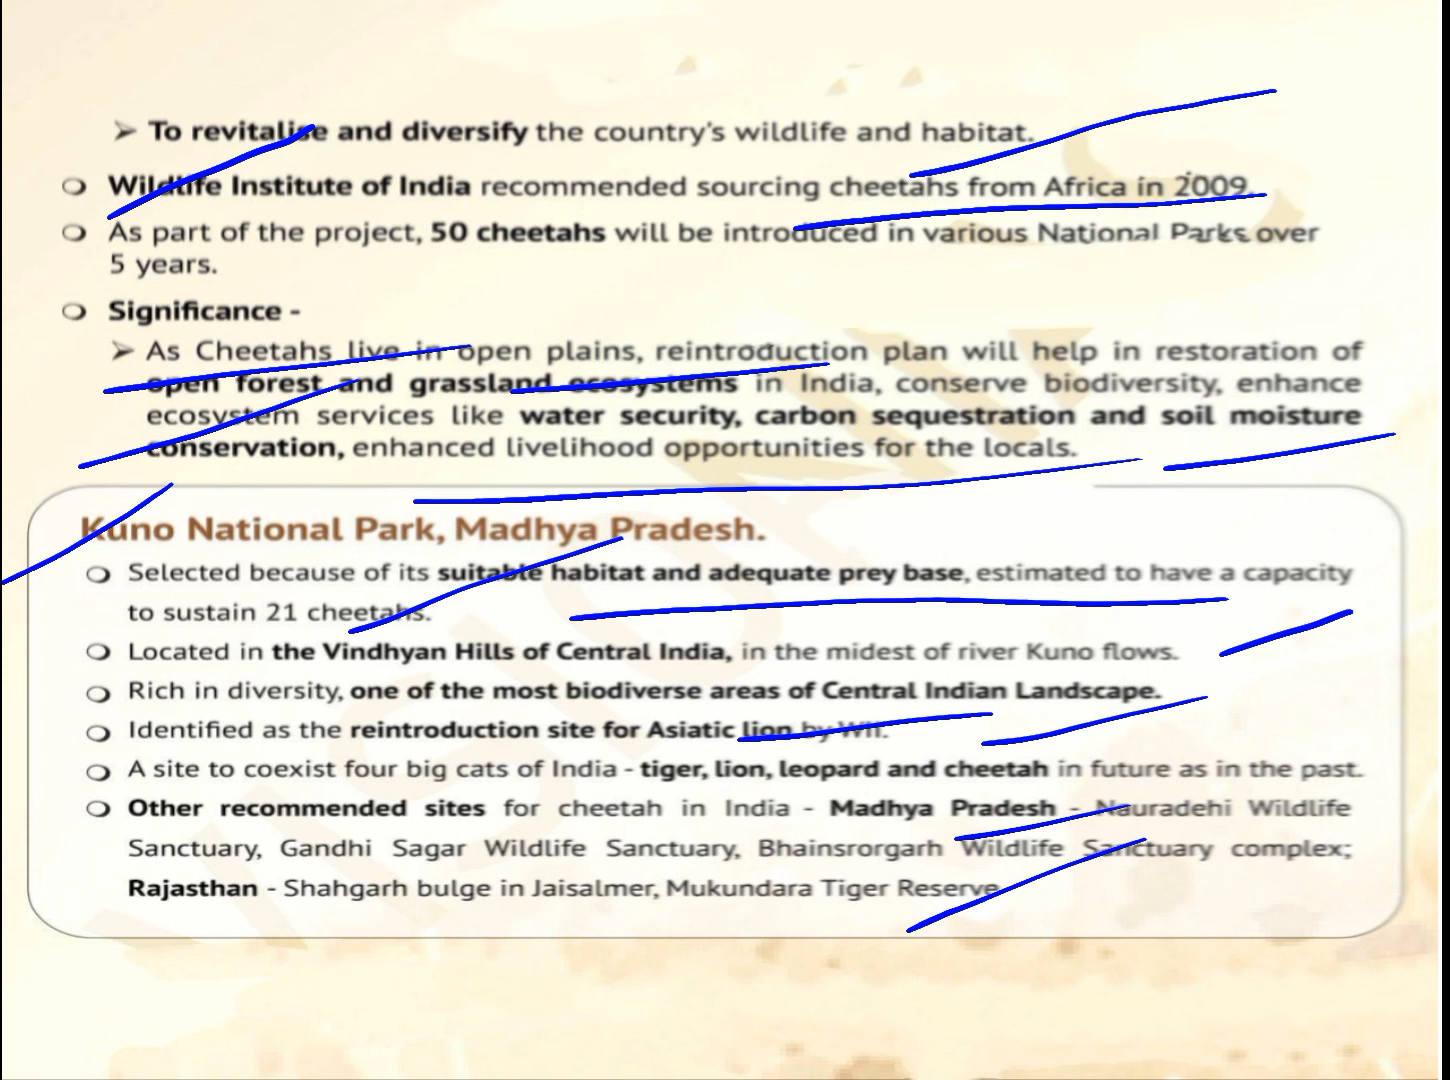 ➢ To revitalise and diversify the country's wildlife and habitat.
❍ Wildlife Institute of India recommended sourcing cheetahs from Africa in 2009.
❍ As part of the project, 50 cheetahs will be introduced in various National Parks over
5 years.
❍ Significance -
➢ As Cheetahs live in open plains, reintroduction plan will help in restoration of
open forest and grassland ecosystems in India, conserve biodiversity, enhance
ecosystem services like water security, carbon sequestration and soil moisture
conservation, enhanced livelihood opportunities for the locals.
Kuno National Park, Madhya Pradesh.
❍ Selected because of its suitable habitat and adequate prey base, estimated to have a capacity
to sustain 21 cheetahs.
❍ Located in the Vindhyan Hills of Central India, in the midest of river Kuno flows.
❍ Rich in diversity, one of the most biodiverse areas of Central Indian Landscape.
❍ Identified as the reintroduction site for Asiatic lion by WII.
❍ A site to coexist four big cats of India - tiger, lion, leopard and cheetah in future as in the past.
❍ Other recommended sites for cheetah in India - Madhya Pradesh - Nauradehi Wildlife
Sanctuary, Gandhi Sagar Wildlife Sanctuary, Bhainsrorgarh Wildlife Sanctuary complex;
Rajasthan - Shahgarh bulge in Jaisalmer, Mukundara Tiger Reserve.
VISION IAS